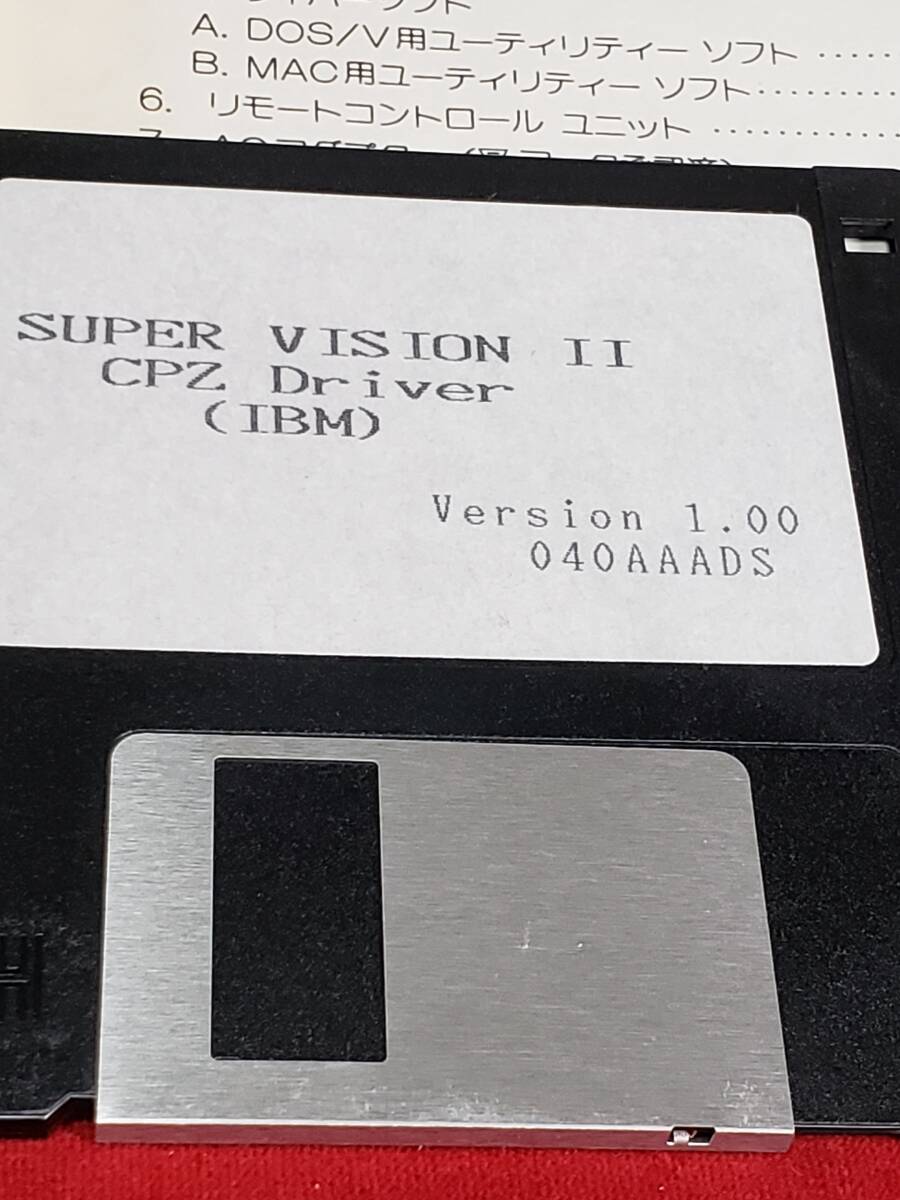 A. DOS/V用ユーティリティー ソフト ……
B. MAC用ユーティリティー ソフト………
6. リモートコントロール ユニット …………
SUPER VISION II
CPZ Driver
(IBM)
Version 1.00
040AAADS